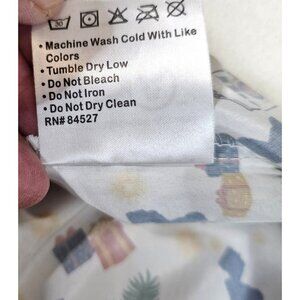 30
• Machine Wash Cold With Like
Colors
• Tumble Dry Low
• Do Not Bleach
• Do Not Iron
• Do Not Dry Clean
RN# 84527